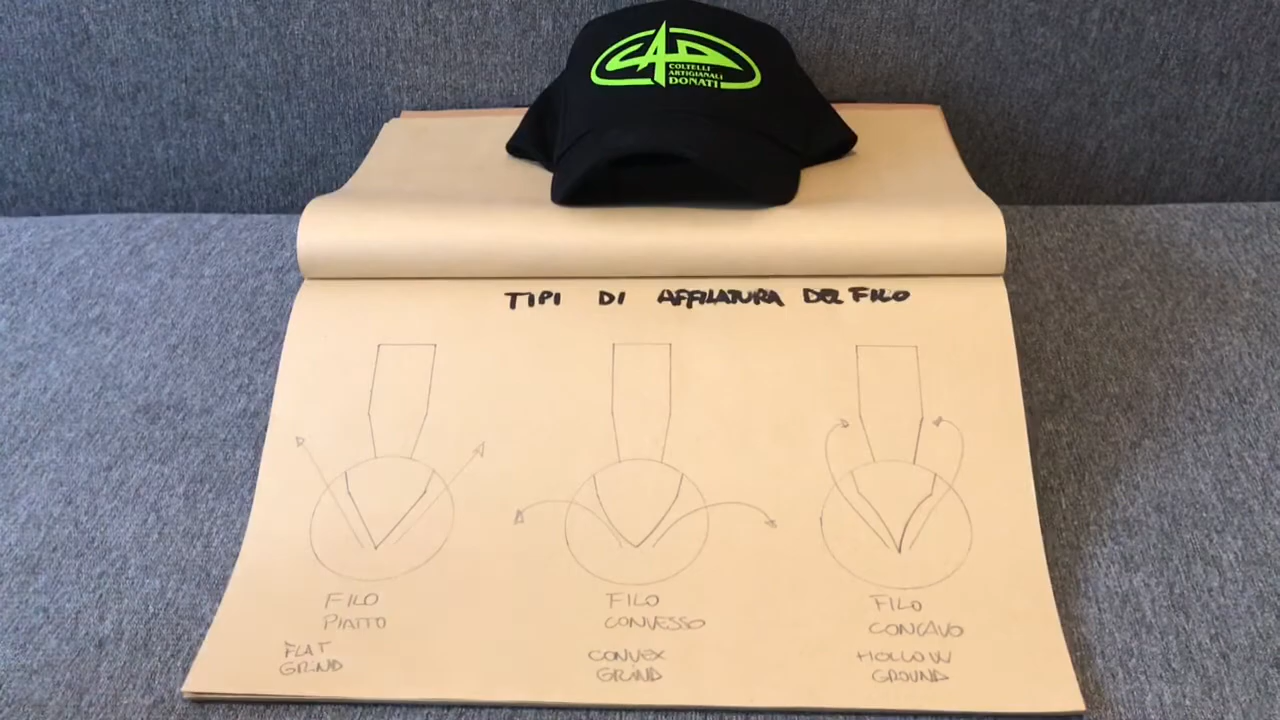 CAD
COLTELLI
ARTIGIANALI
DONATI
TIPI DI AFFILATURA DEL FILO
FILO
PIATTO
FLAT
GRIND
FILO
CONVESSO
CONVEX
GRIND
FILO
CONCAVO
HOLLOW
GROUND